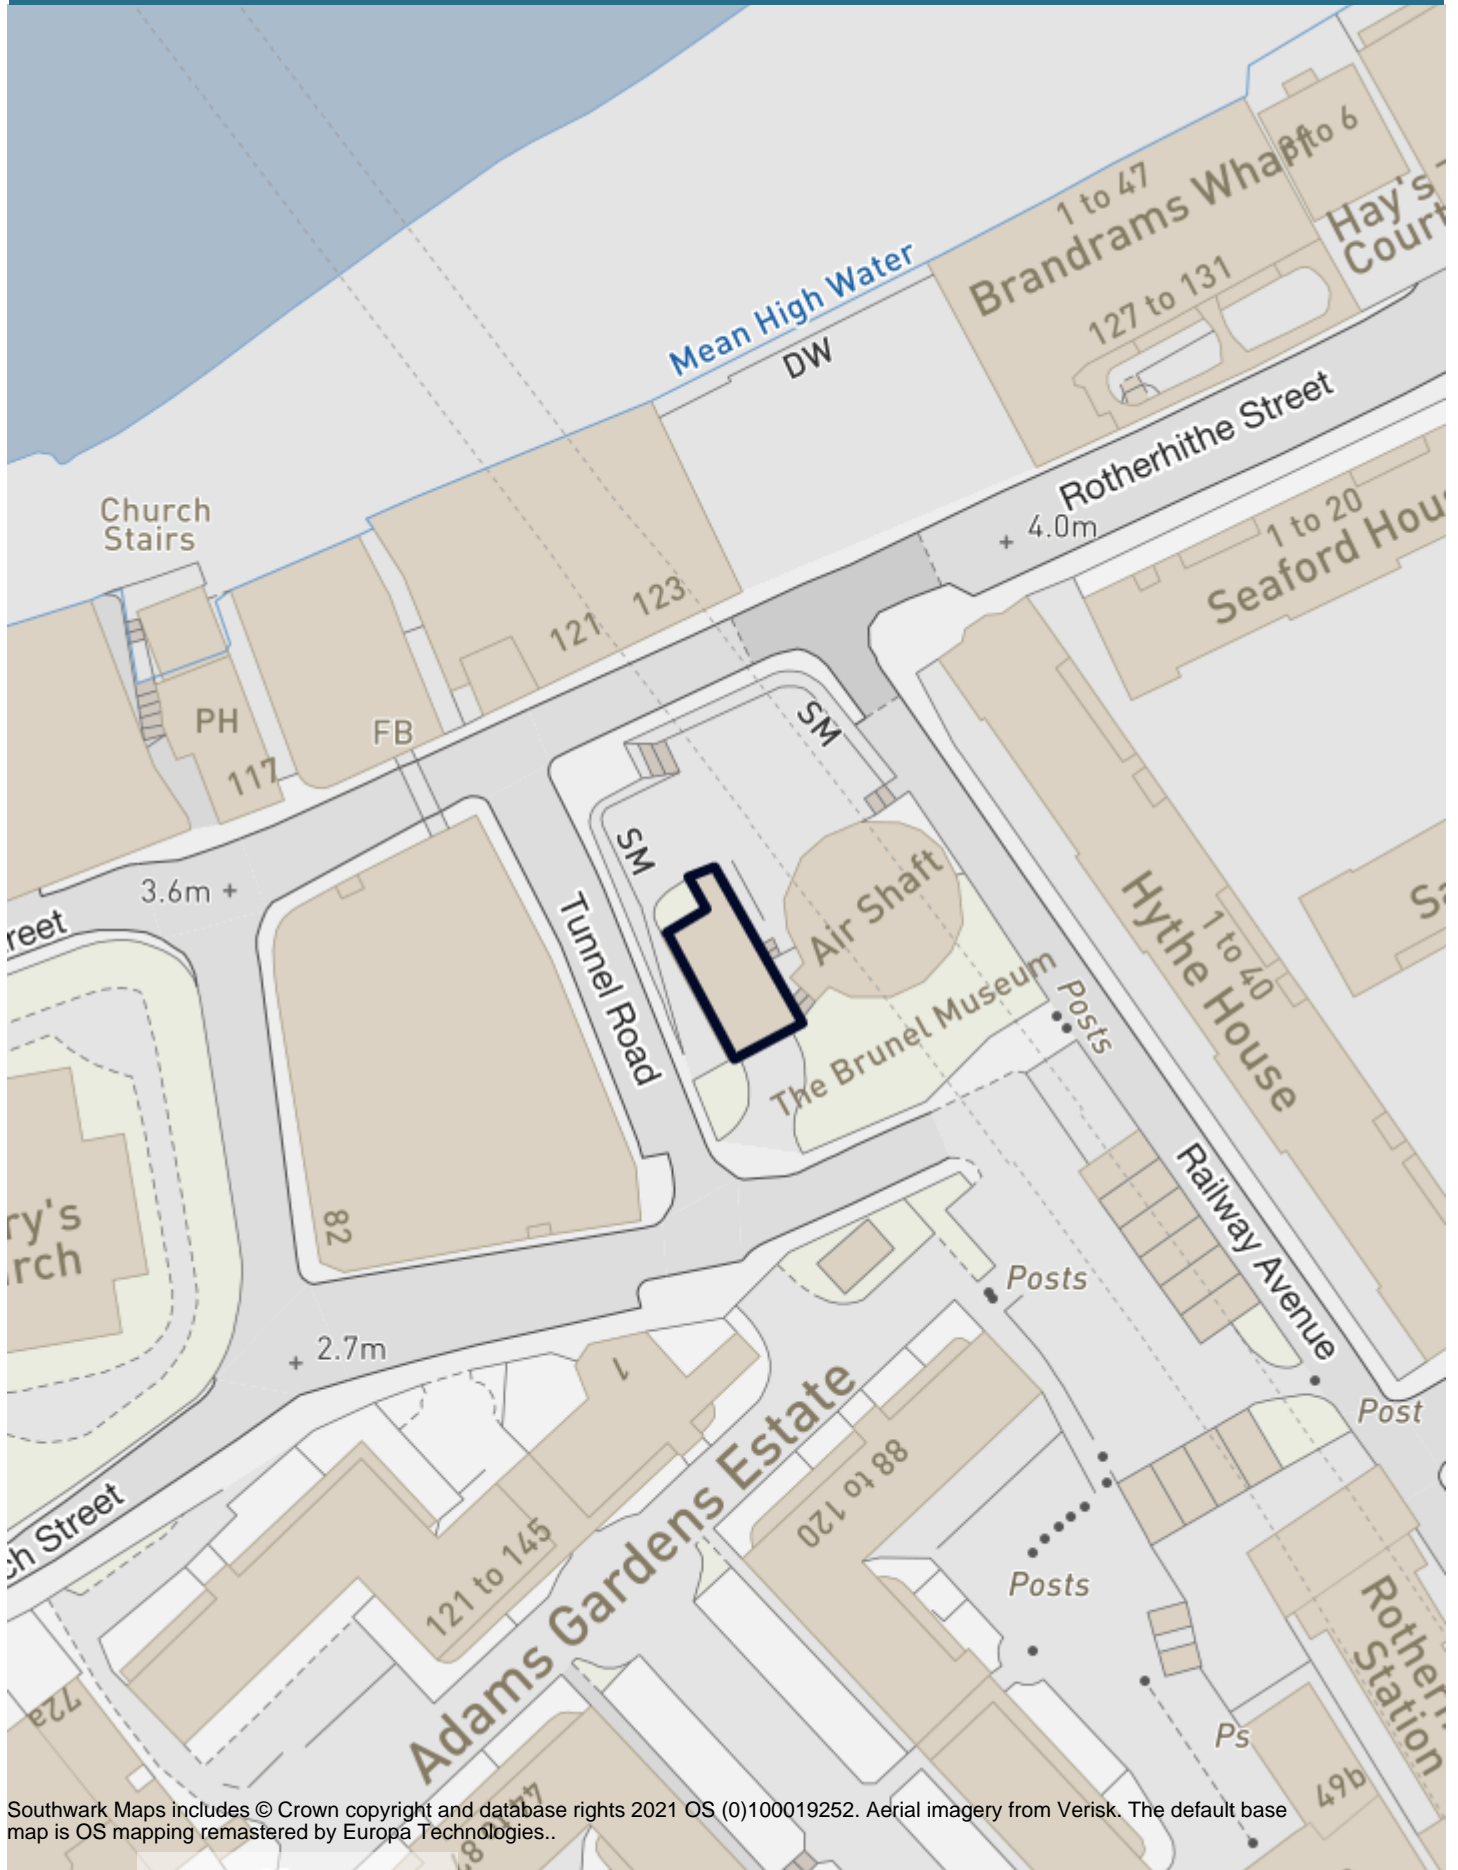 1 to 47
Brandrams Wharf
Hay's
Court
127 to 131
Mean High Water
DW
Rotherhithe Street
4.0m
1 to 20
Seaford Hou
Church
Stairs
121
123
PH
FB
117
SM
SM
3.6m
reet
Tunnel Road
Air Shaft
The Brunel Museum
Posts
Hythe House
1 to 40
Sa
ry's
rch
82
2.7m
Railway Avenue
Posts
Post
1
Adams Gardens Estate
88 to 120
121 to 145
ch Street
Posts
72a
Ps
Rother
Station
49b
Southwark Maps includes © Crown copyright and database rights 2021 OS (0)100019252. Aerial imagery from Verisk. The default base
map is OS mapping remastered by Europa Technologies..